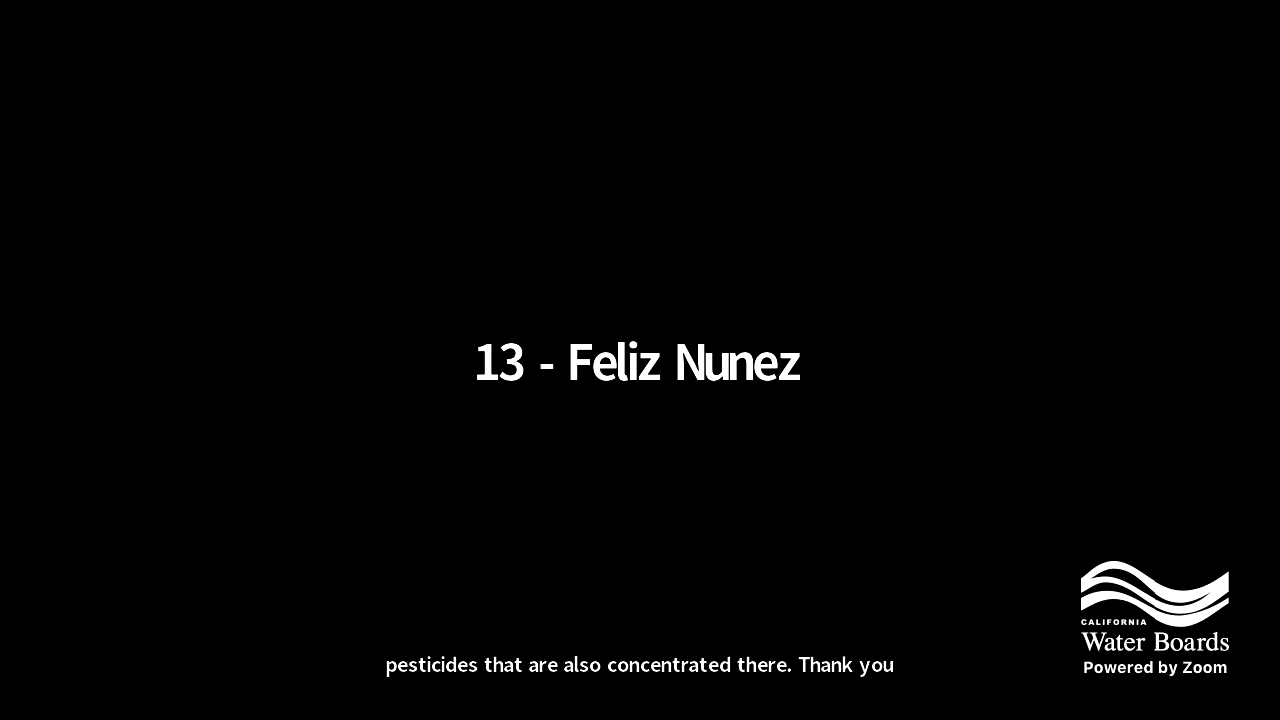 13 - Feliz Nunez
CALIFORNIA
Water Boards
pesticides that are also concentrated there. Thank you
Powered by Zoom